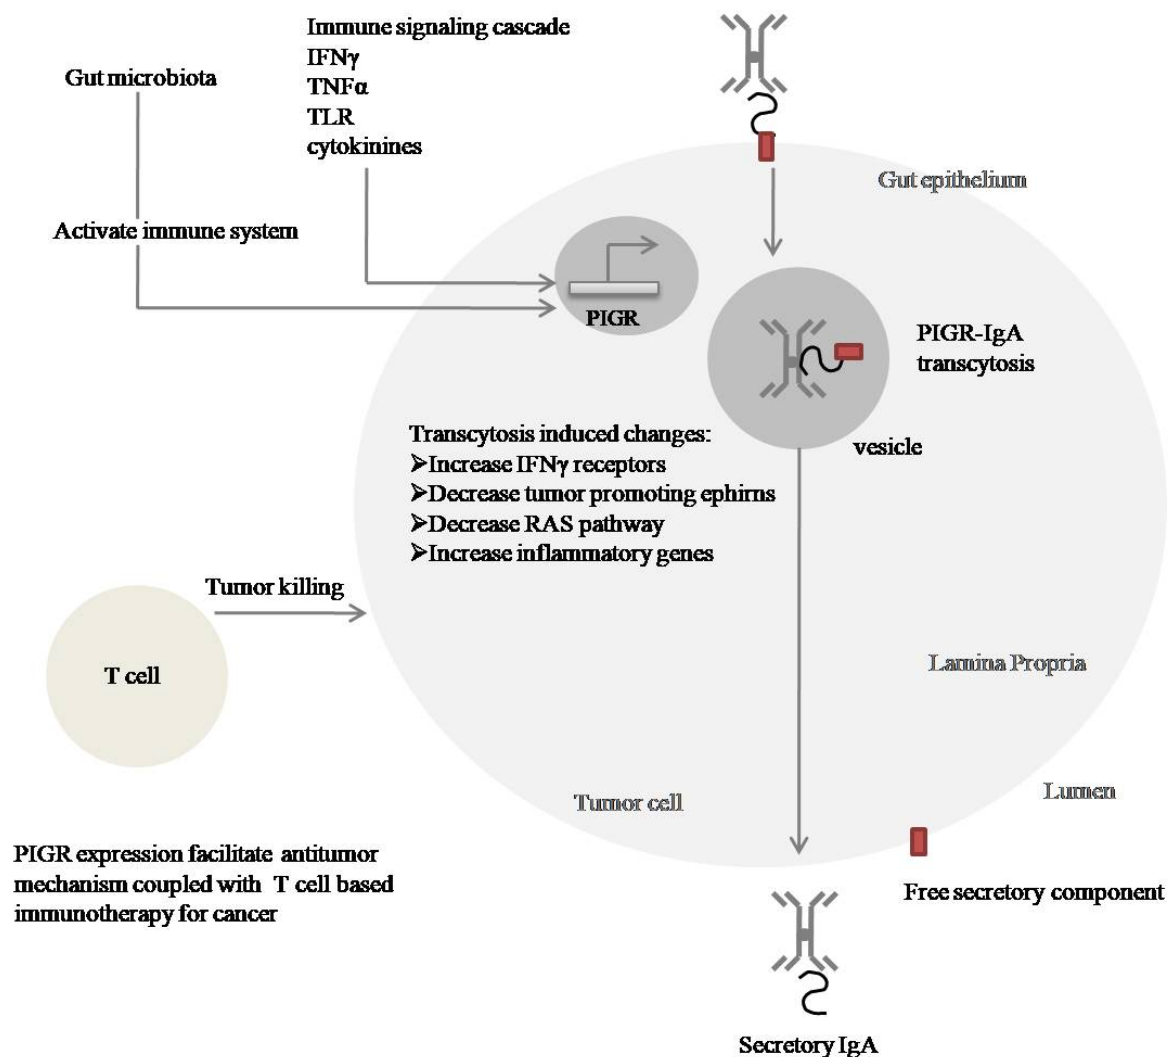 Immune signaling cascade
IFNγ
TNFα
TLR
cytokinines
Gut microbiota
Activate immune system
Gut epithelium
PIGR
PIGR-IgA
transcytosis
vesicle
Transcytosis induced changes:
➢Increase IFNγ receptors
➢Decrease tumor promoting ephirns
➢Decrease RAS pathway
➢Increase inflammatory genes
Tumor killing
T cell
Lamina Propria
Tumor cell
Lumen
Free secretory component
PIGR expression facilitate antitumor
mechanism coupled with T cell based
immunotherapy for cancer
Secretory IgA